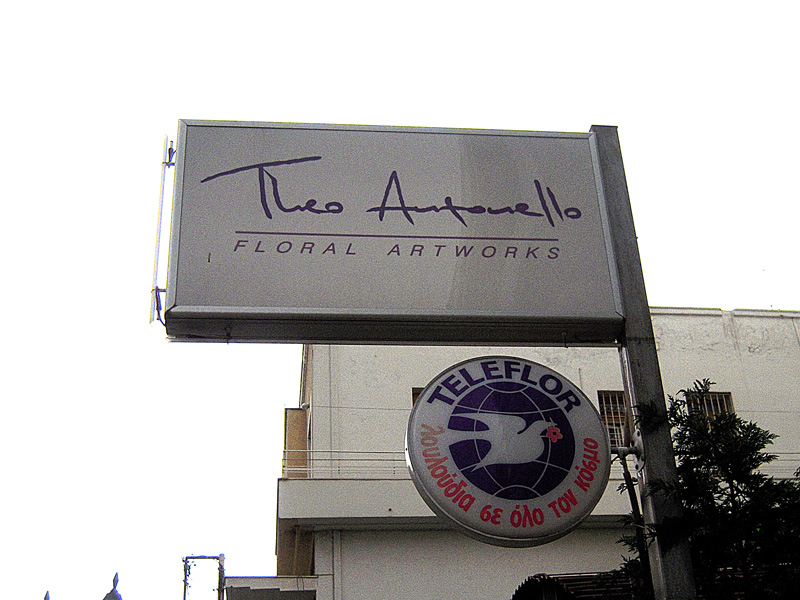 Theo Antonello
FLORAL ARTWORKS
TELEFLOR
λουλούδια σε όλο τον κόσμο